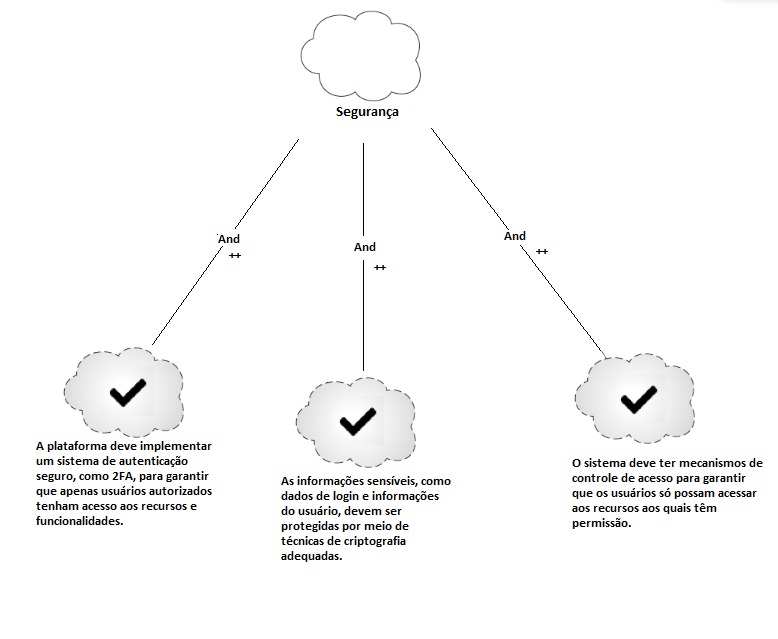 Segurança
And
++
And
++
And
++
A plataforma deve implementar
um sistema de autenticação
seguro, como 2FA, para garantir
que apenas usuários autorizados
tenham acesso aos recursos e
funcionalidades.
As informações sensíveis, como
dados de login e informações
do usuário, devem ser
protegidas por meio de
técnicas de criptografia
adequadas.
O sistema deve ter mecanismos de
controle de acesso para garantir
que os usuários só possam acessar
aos recursos aos quais têm
permissão.